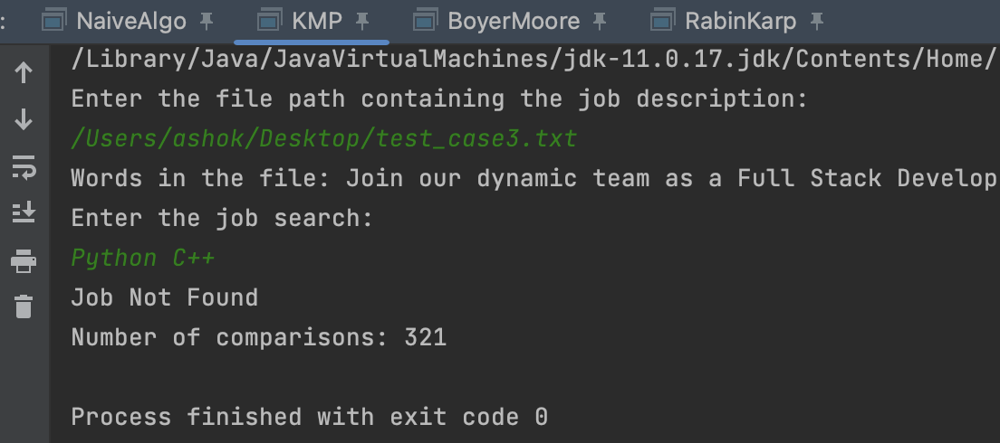 : NaiveAlgo KMP BoyerMoore RabinKarp
/Library/Java/JavaVirtualMachines/jdk-11.0.17.jdk/Contents/Home/
Enter the file path containing the job description:
/Users/ashok/Desktop/test_case3.txt
Words in the file: Join our dynamic team as a Full Stack Develop
Enter the job search:
Python C++
Job Not Found
Number of comparisons: 321
Process finished with exit code 0